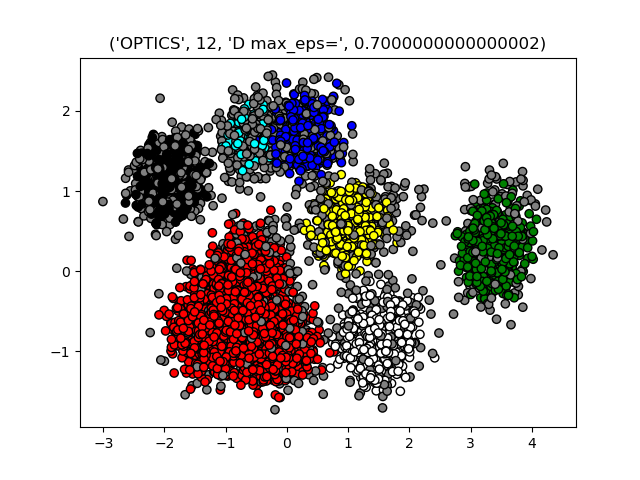 ('OPTICS', 12, 'D max_eps=', 0.7000000000000002)
2
1
0
−1
−3 −2 −1 0 1 2 3 4